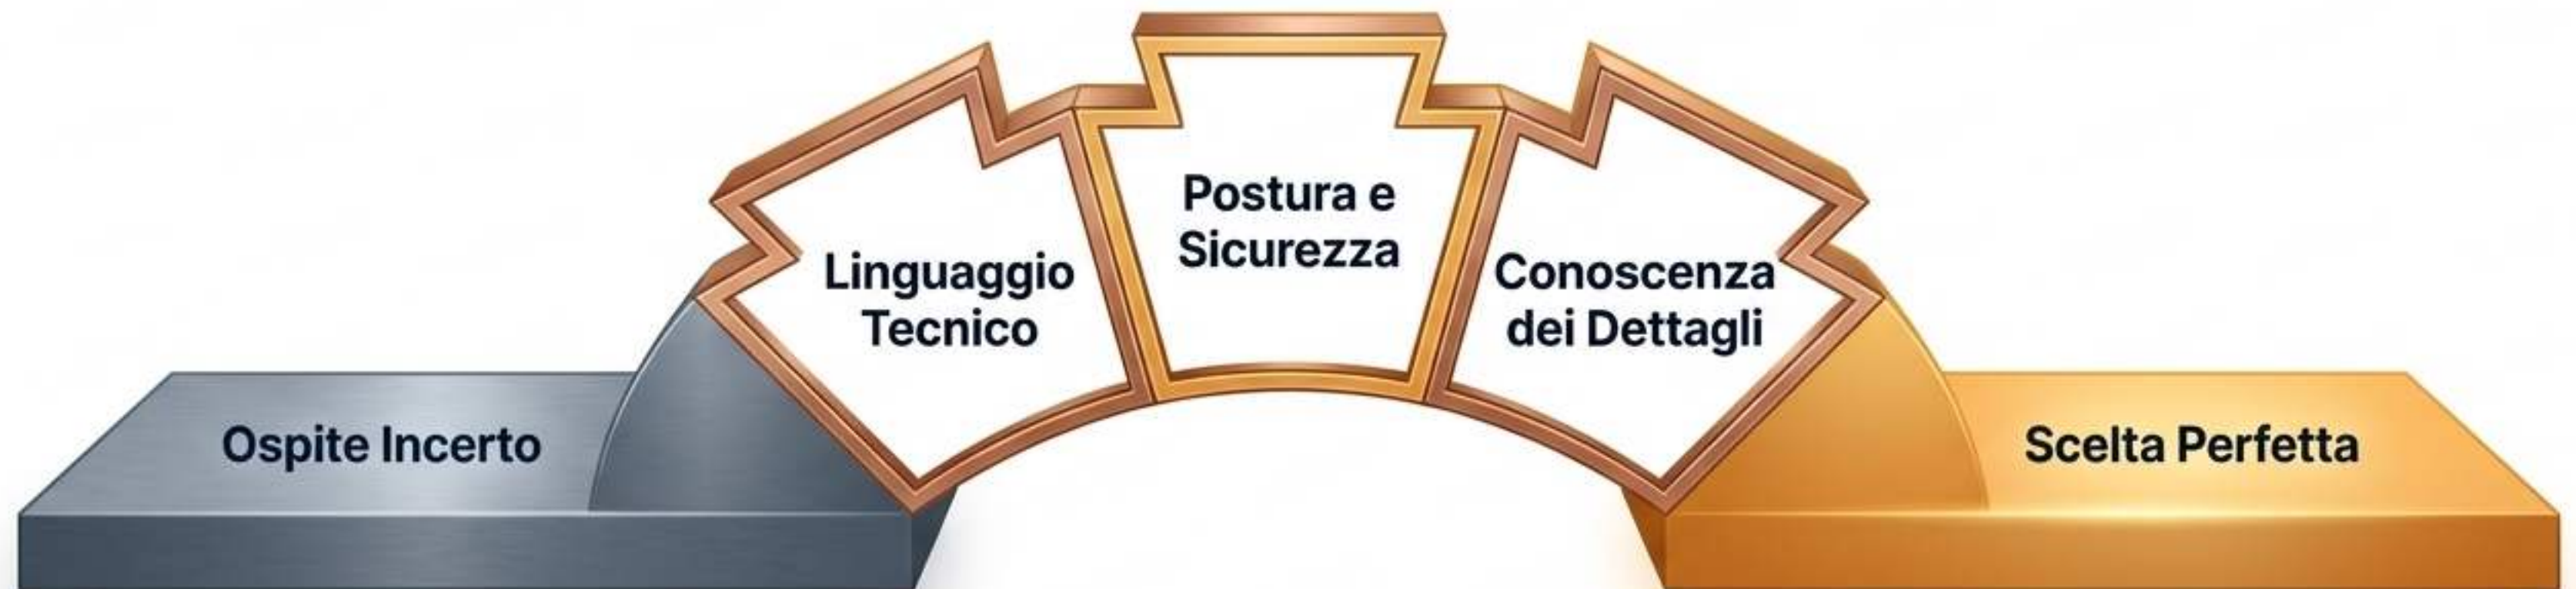 Ospite Incerto
Linguaggio
Tecnico
Postura e
Sicurezza
Conoscenza
dei Dettagli
Scelta Perfetta